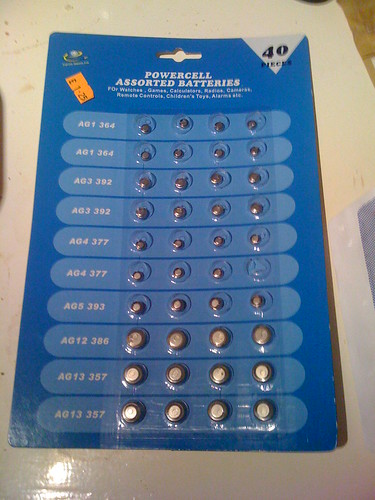 40
PIECES
POWERCELL
ASSORTED BATTERIES
FOr Watches, Games, Calculators, Radios, Cameras,
Remote Controls, Children's Toys, Alarms etc.
AG1 364
AG1 364
AG3 392
AG3 392
AG4 377
AG4 377
AG5 393
AG12 386
AG13 357
AG13 357